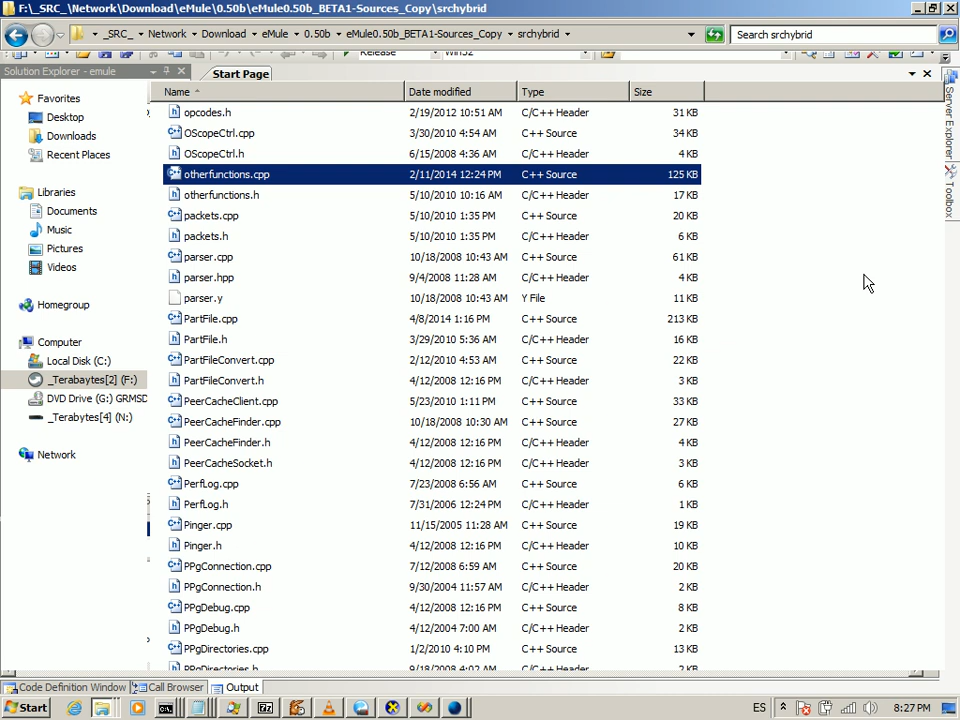 F:\_SRC_\Network\Download\eMule\0.50b\eMule0.50b_BETA1-Sources_Copy\srchybrid
_SRC_ Network Download eMule 0.50b eMule0.50b_BETA1-Sources_Copy srchybrid Search srchybrid
Release Win32
Solution Explorer - emule Start Page
Name Date modified Type Size
Favorites
Desktop
Downloads
Recent Places
Libraries
Documents
Music
Pictures
Videos
Homegroup
Computer
Local Disk (C:)
_Terabaytes[2] (F:)
DVD Drive (G:) GRMSD
_Terabytes[4] (N:)
Network
opcodes.h 2/19/2012 10:51 AM C/C++ Header 31 KB
OScopeCtrl.cpp 3/30/2010 4:54 AM C++ Source 34 KB
OScopeCtrl.h 6/15/2008 4:36 AM C/C++ Header 4 KB
otherfunctions.cpp 2/11/2014 12:24 PM C++ Source 125 KB
otherfunctions.h 5/10/2010 10:16 AM C/C++ Header 17 KB
packets.cpp 5/10/2010 1:35 PM C++ Source 20 KB
packets.h 5/10/2010 1:35 PM C/C++ Header 6 KB
parser.cpp 10/18/2008 10:43 AM C++ Source 61 KB
parser.hpp 9/4/2008 11:28 AM C/C++ Header 4 KB
parser.y 10/18/2008 10:43 AM Y File 11 KB
PartFile.cpp 4/8/2014 1:16 PM C++ Source 213 KB
PartFile.h 3/29/2010 5:36 AM C/C++ Header 16 KB
PartFileConvert.cpp 2/12/2010 4:53 AM C++ Source 22 KB
PartFileConvert.h 4/12/2008 12:16 PM C/C++ Header 3 KB
PeerCacheClient.cpp 5/23/2010 1:11 PM C++ Source 33 KB
PeerCacheFinder.cpp 10/18/2008 10:30 AM C++ Source 27 KB
PeerCacheFinder.h 4/12/2008 12:16 PM C/C++ Header 4 KB
PeerCacheSocket.h 4/12/2008 12:16 PM C/C++ Header 3 KB
PerfLog.cpp 7/23/2008 6:56 AM C++ Source 6 KB
PerfLog.h 7/31/2006 12:24 PM C/C++ Header 1 KB
Pinger.cpp 11/15/2005 11:28 AM C++ Source 19 KB
Pinger.h 4/12/2008 12:16 PM C/C++ Header 10 KB
PPgConnection.cpp 7/12/2008 6:59 AM C++ Source 20 KB
PPgConnection.h 9/30/2004 11:57 AM C/C++ Header 2 KB
PPgDebug.cpp 4/12/2008 12:16 PM C++ Source 8 KB
PPgDebug.h 4/12/2004 7:00 AM C/C++ Header 2 KB
PPgDirectories.cpp 1/2/2010 4:10 PM C++ Source 13 KB
PPgDirectories.h 9/18/2008 4:02 AM C/C++ Header 2 KB
Server Explorer
Toolbox
Code Definition Window Call Browser Output
Start ES 8:27 PM